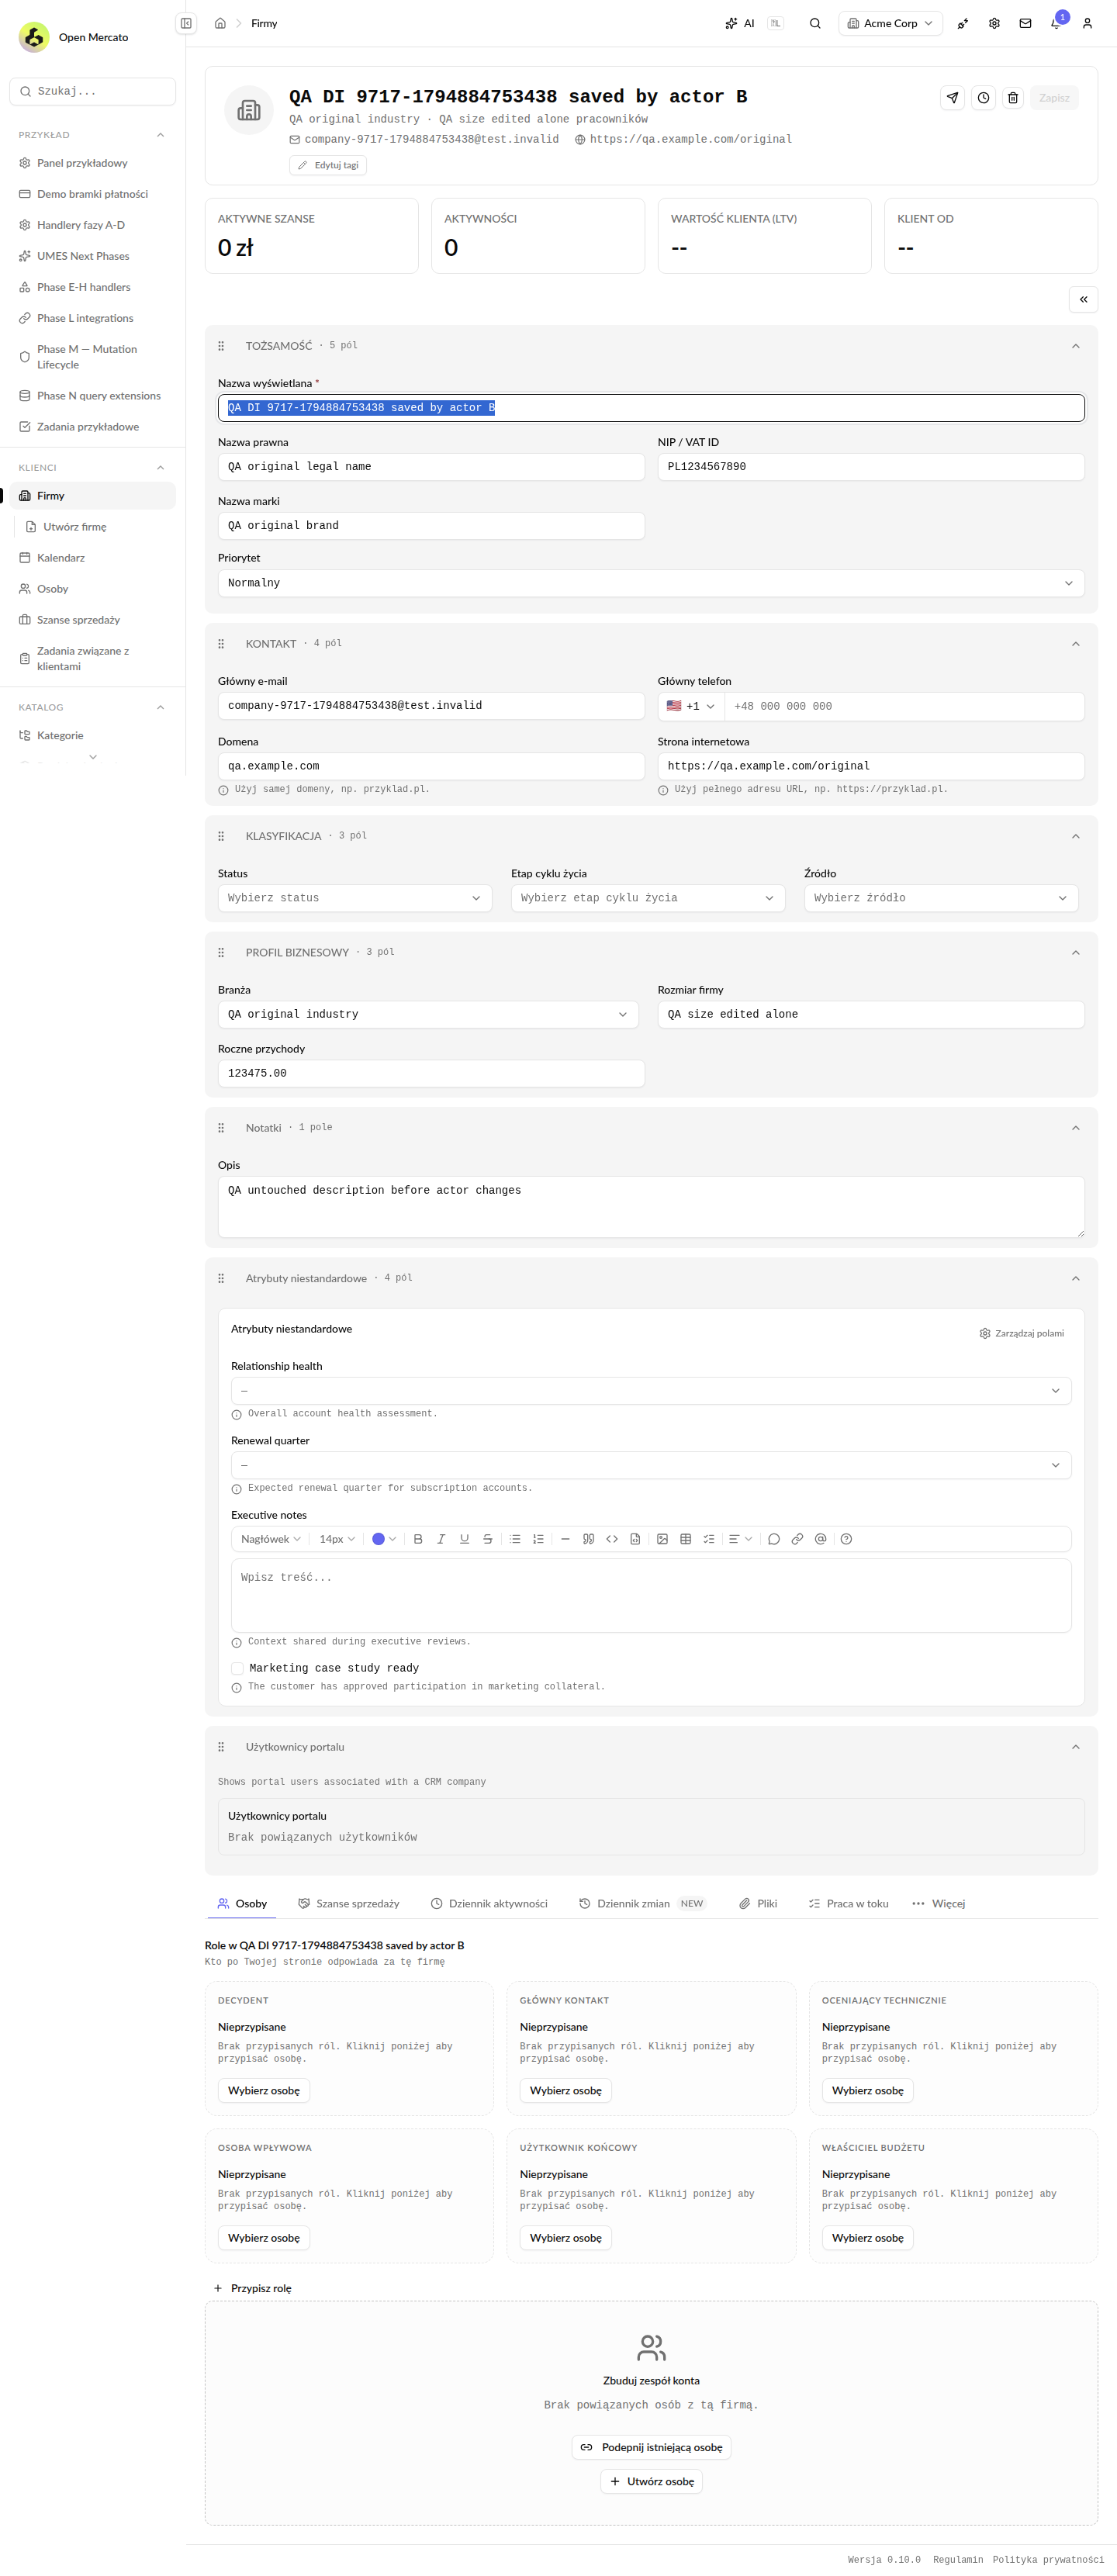 Open Mercato
Firmy
AI
Acme Corp
1
Szukaj...
PRZYKŁAD
Panel przykładowy
Demo bramki płatności
Handlery fazy A-D
UMES Next Phases
Phase E-H handlers
Phase L integrations
Phase M — Mutation
Lifecycle
Phase N query extensions
Zadania przykładowe
KLIENCI
Firmy
Utwórz firmę
Kalendarz
Osoby
Szanse sprzedaży
Zadania związane z
klientami
KATALOG
Kategorie
QA DI 9717-1794884753438 saved by actor B
Zapisz
QA original industry · QA size edited alone pracowników
company-9717-1794884753438@test.invalid https://qa.example.com/original
Edytuj tagi
AKTYWNE SZANSE
0 zł
AKTYWNOŚCI
0
WARTOŚĆ KLIENTA (LTV)
--
KLIENT OD
--
TOŻSAMOŚĆ · 5 pól
Nazwa wyświetlana *
QA DI 9717-1794884753438 saved by actor B
Nazwa prawna
QA original legal name
NIP / VAT ID
PL1234567890
Nazwa marki
QA original brand
Priorytet
Normalny
KONTAKT · 4 pól
Główny e-mail
company-9717-1794884753438@test.invalid
Główny telefon
+1 +48 000 000 000
Domena
qa.example.com
Użyj samej domeny, np. przyklad.pl.
Strona internetowa
https://qa.example.com/original
Użyj pełnego adresu URL, np. https://przyklad.pl.
KLASYFIKACJA · 3 pól
Status
Wybierz status
Etap cyklu życia
Wybierz etap cyklu życia
Źródło
Wybierz źródło
PROFIL BIZNESOWY · 3 pól
Branża
QA original industry
Rozmiar firmy
QA size edited alone
Roczne przychody
123475.00
Notatki · 1 pole
Opis
QA untouched description before actor changes
Atrybuty niestandardowe · 4 pól
Atrybuty niestandardowe
Zarządzaj polami
Relationship health
—
Overall account health assessment.
Renewal quarter
—
Expected renewal quarter for subscription accounts.
Executive notes
Nagłówek 14px
Wpisz treść...
Context shared during executive reviews.
Marketing case study ready
The customer has approved participation in marketing collateral.
Użytkownicy portalu
Shows portal users associated with a CRM company
Użytkownicy portalu
Brak powiązanych użytkowników
Osoby Szanse sprzedaży Dziennik aktywności Dziennik zmian NEW Pliki Praca w toku Więcej
Role w QA DI 9717-1794884753438 saved by actor B
Kto po Twojej stronie odpowiada za tę firmę
DECYDENT
Nieprzypisane
Brak przypisanych ról. Kliknij poniżej aby
przypisać osobę.
Wybierz osobę
GŁÓWNY KONTAKT
Nieprzypisane
Brak przypisanych ról. Kliknij poniżej aby
przypisać osobę.
Wybierz osobę
OCENIAJĄCY TECHNICZNIE
Nieprzypisane
Brak przypisanych ról. Kliknij poniżej aby
przypisać osobę.
Wybierz osobę
OSOBA WPŁYWOWA
Nieprzypisane
Brak przypisanych ról. Kliknij poniżej aby
przypisać osobę.
Wybierz osobę
UŻYTKOWNIK KOŃCOWY
Nieprzypisane
Brak przypisanych ról. Kliknij poniżej aby
przypisać osobę.
Wybierz osobę
WŁAŚCICIEL BUDŻETU
Nieprzypisane
Brak przypisanych ról. Kliknij poniżej aby
przypisać osobę.
Wybierz osobę
Przypisz rolę
Zbuduj zespół konta
Brak powiązanych osób z tą firmą.
Podepnij istniejącą osobę
Utwórz osobę
Wersja 0.10.0 Regulamin Polityka prywatności